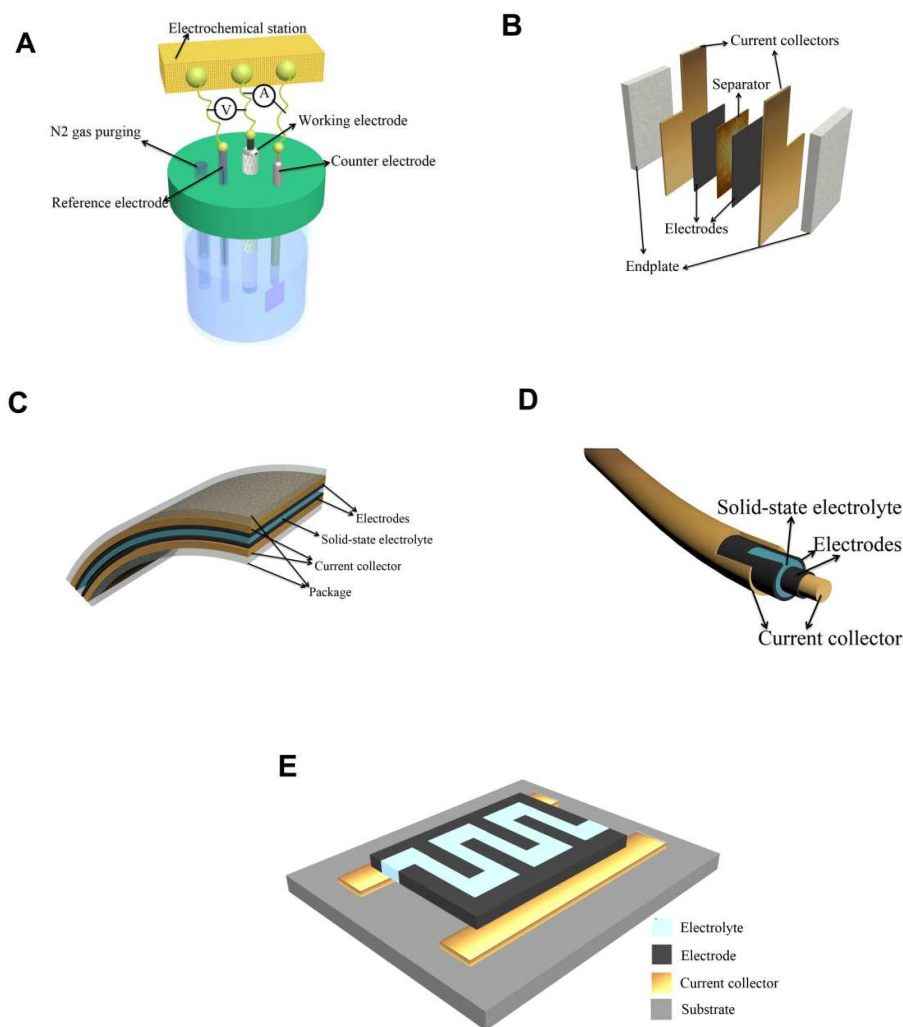 A
Electrochemical station
V
A
N2 gas purging
Working electrode
Counter electrode
Reference electrode
B
Current collectors
Separator
Electrodes
Endplate
C
Electrodes
Solid-state electrolyte
Current collector
Package
D
Solid-state electrolyte
Electrodes
Current collector
E
Electrolyte
Electrode
Current collector
Substrate